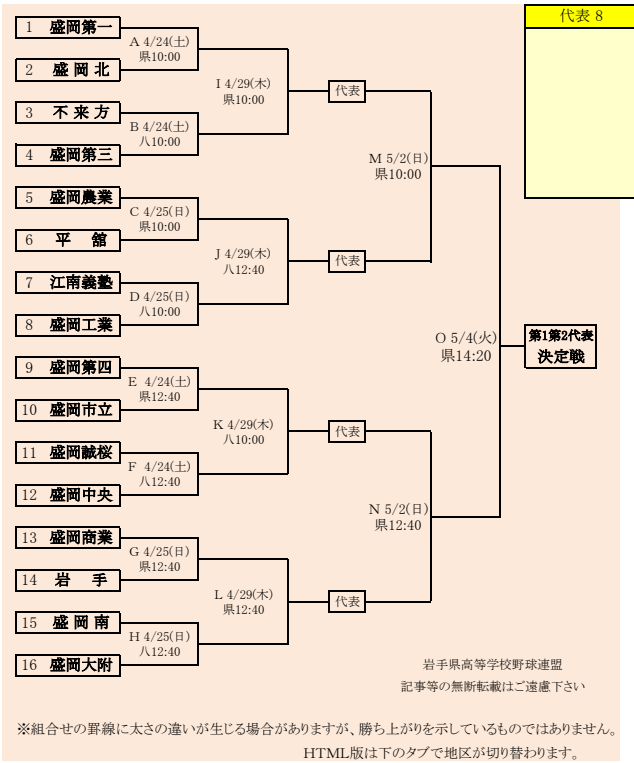 代表 8
1 盛岡第一
A 4/24(土)
県10:00
2 盛岡北
I 4/29(木)
県10:00
代表
3 不来方
B 4/24(土)
八10:00
4 盛岡第三
M 5/2(日)
県10:00
5 盛岡農業
C 4/25(日)
県10:00
6 平舘
J 4/29(木)
八12:40
代表
7 江南義塾
D 4/25(日)
八10:00
8 盛岡工業
O 5/4(火)
県14:20
第1第2代表
決定戦
9 盛岡第四
E 4/24(土)
県12:40
10 盛岡市立
K 4/29(木)
八10:00
代表
11 盛岡誠桜
F 4/24(土)
八12:40
12 盛岡中央
N 5/2(日)
県12:40
13 盛岡商業
G 4/25(日)
県12:40
14 岩手
L 4/29(木)
県12:40
代表
15 盛岡南
H 4/25(日)
八12:40
16 盛岡大附
岩手県高等学校野球連盟
記事等の無断転載はご遠慮下さい
※組合せの罫線に太さの違いが生じる場合がありますが、勝ち上がりを示しているものではありません。
HTML版は下のタブで地区が切り替わります。